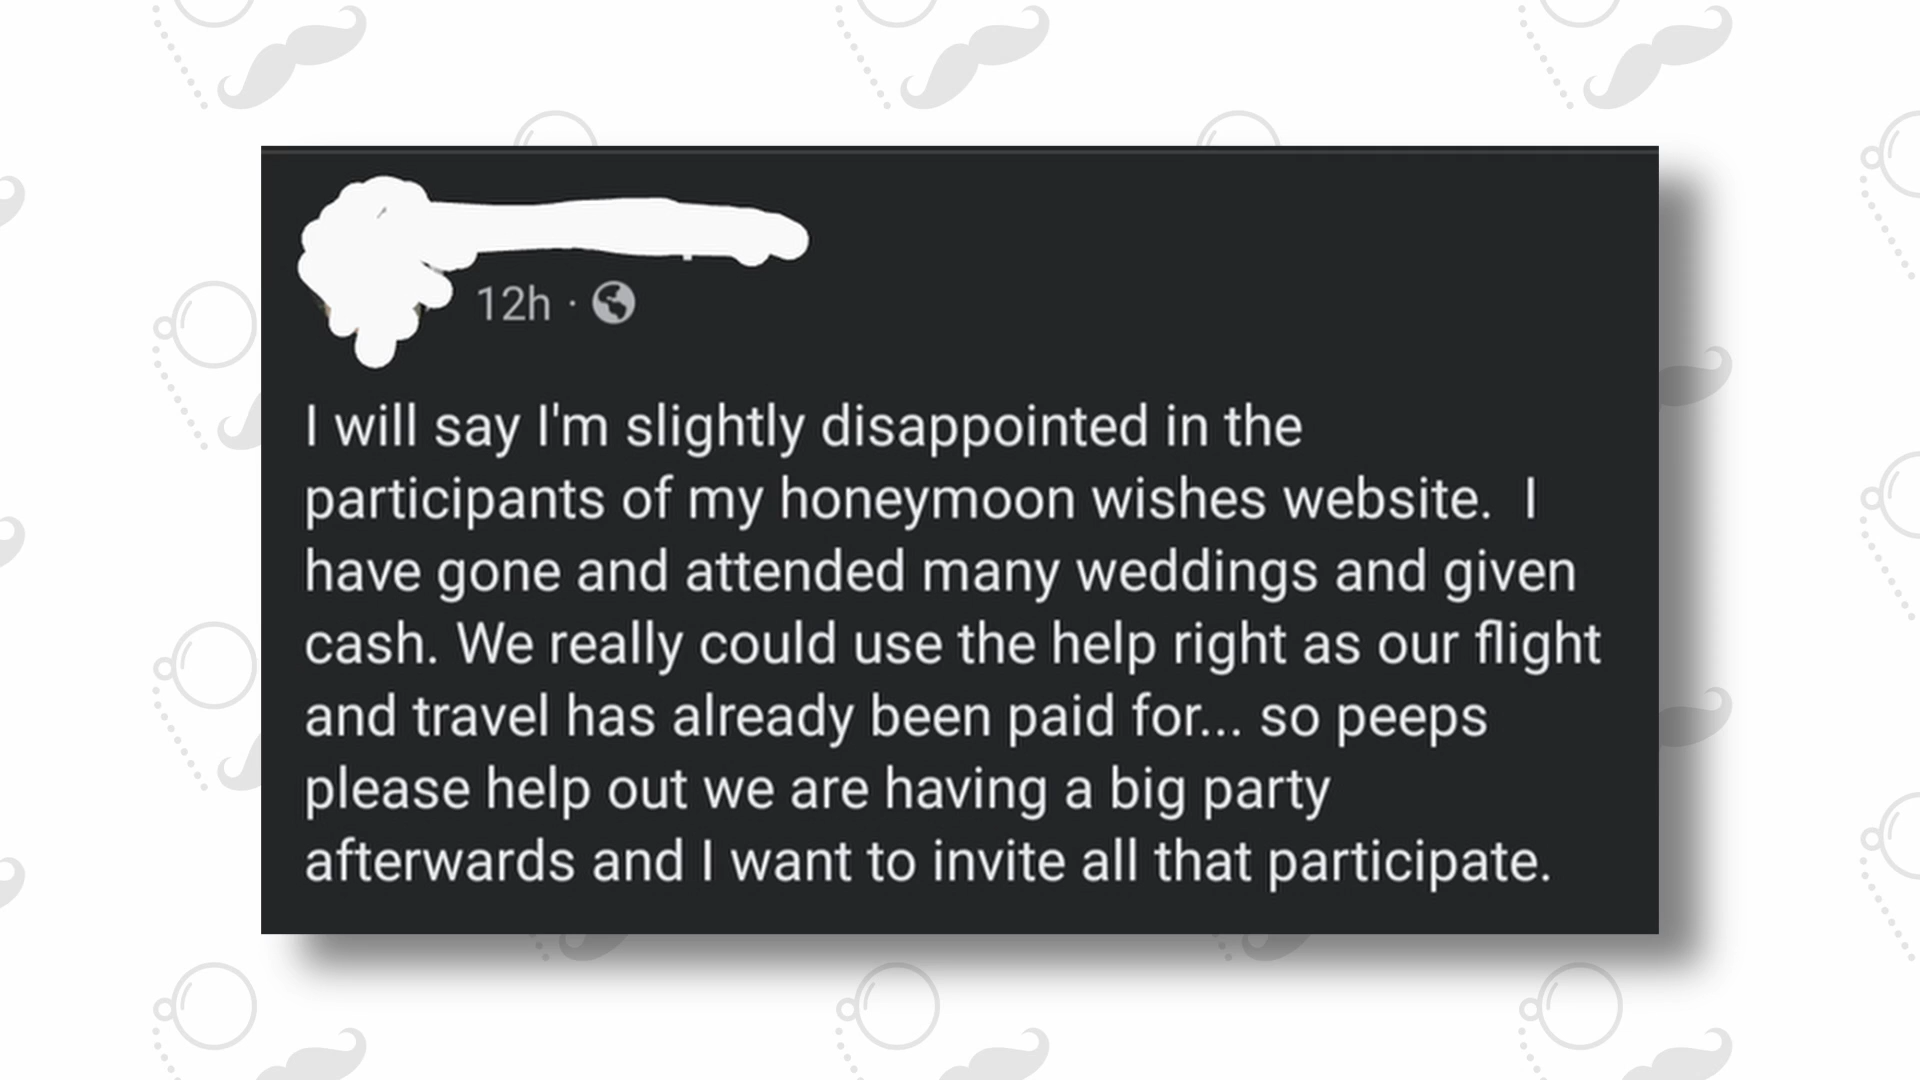 12h ·
I will say I'm slightly disappointed in the
participants of my honeymoon wishes website.  I
have gone and attended many weddings and given
cash. We really could use the help right as our flight
and travel has already been paid for... so peeps
please help out we are having a big party
afterwards and I want to invite all that participate.